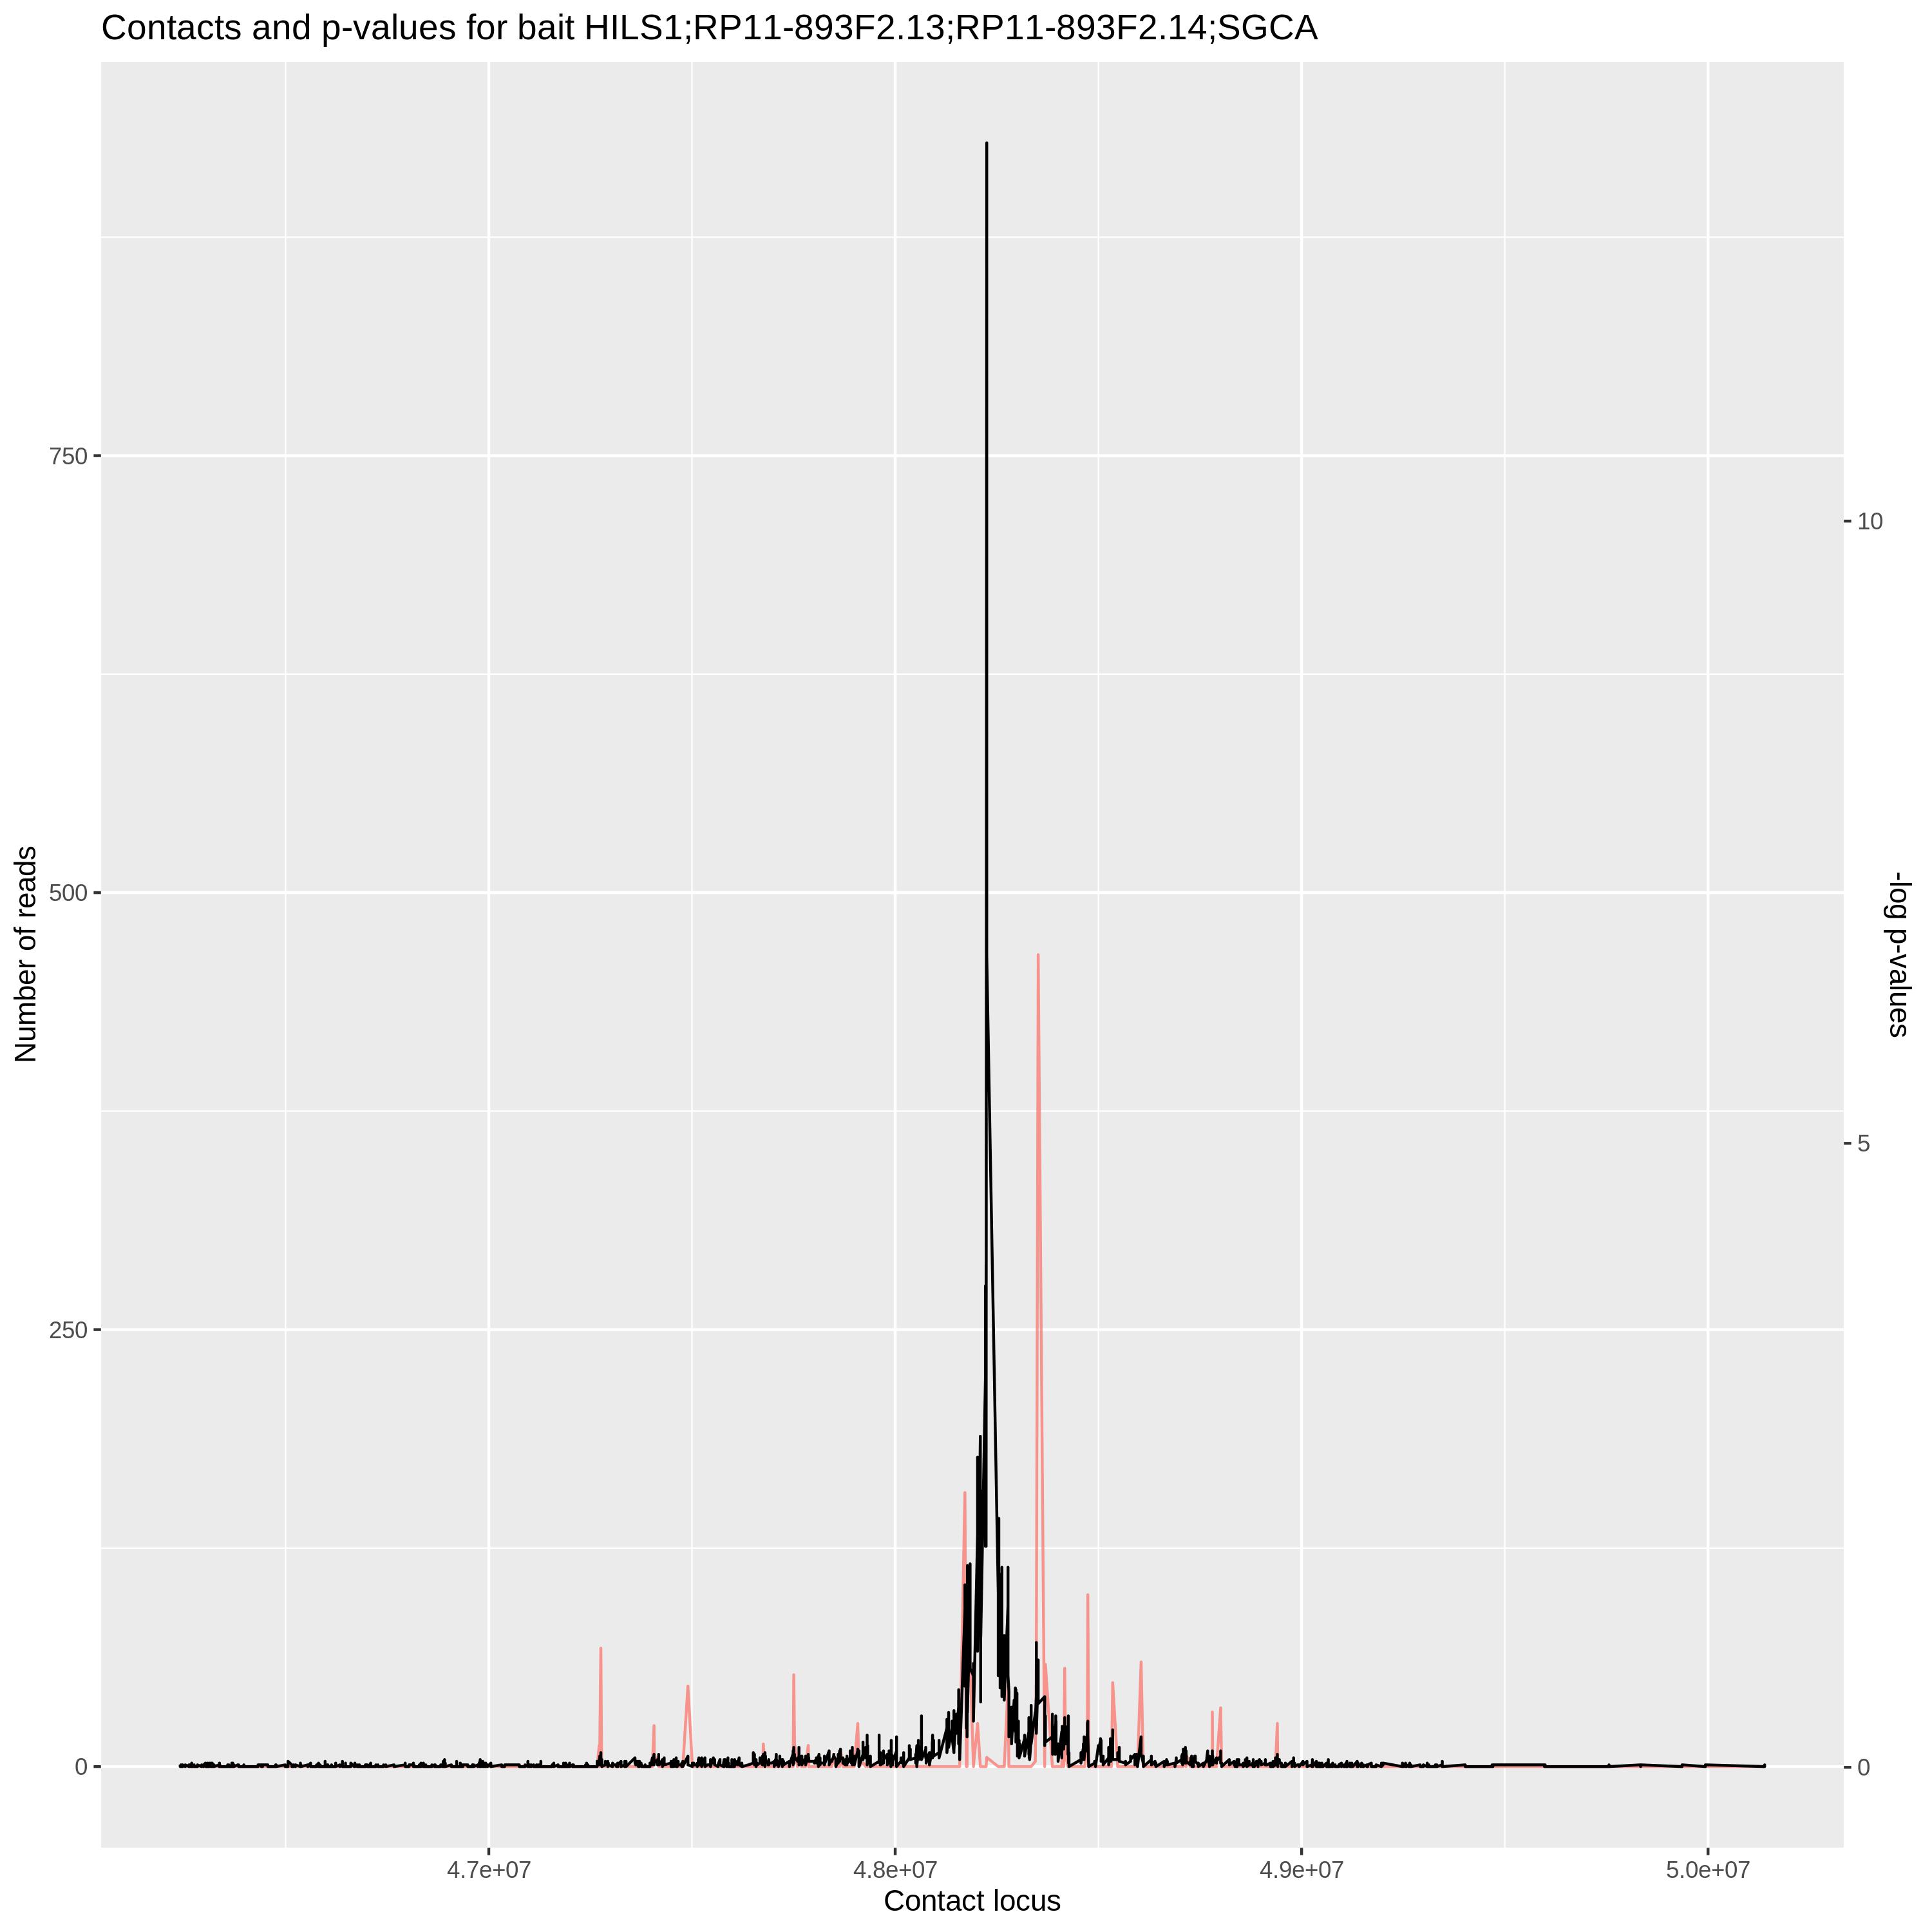 Contacts and p-values for bait HILS1;RP11-893F2.13;RP11-893F2.14;SGCA
750
500
250
0
Number of reads
10
5
0
-log p-values
4.7e+07
4.8e+07
4.9e+07
5.0e+07
Contact locus